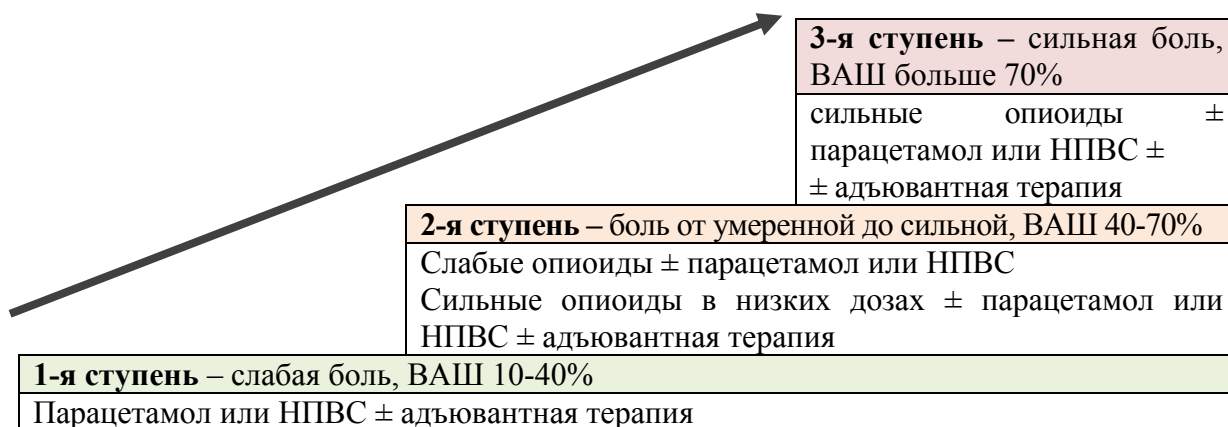 3-я ступень – сильная боль,
ВАШ больше 70%
сильные опиоиды ±
парацетамол или НПВС ±
± адъювантная терапия
2-я ступень – боль от умеренной до сильной, ВАШ 40-70%
Слабые опиоиды ± парацетамол или НПВС
Сильные опиоиды в низких дозах ± парацетамол или
НПВС ± адъювантная терапия
1-я ступень – слабая боль, ВАШ 10-40%
Парацетамол или НПВС ± адъювантная терапия